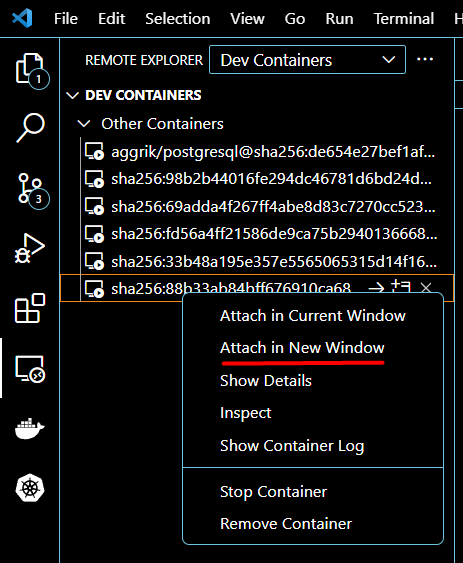 File Edit Selection View Go Run Terminal H
REMOTE EXPLORER Dev Containers
1
DEV CONTAINERS
Other Containers
aggrik/postgresql@sha256:de654e27bef1af...
sha256:98b2b44016fe294dc46781d6bd24d...
3
sha256:69adda4f267ff4abe8d83c7270cc523...
sha256:fd56a4ff21586de9ca75b2940136668...
sha256:33b48a195e357e5565065315d14f16...
sha256:88b33ab84bff676910ca68
Attach in Current Window
Attach in New Window
Show Details
Inspect
Show Container Log
Stop Container
Remove Container